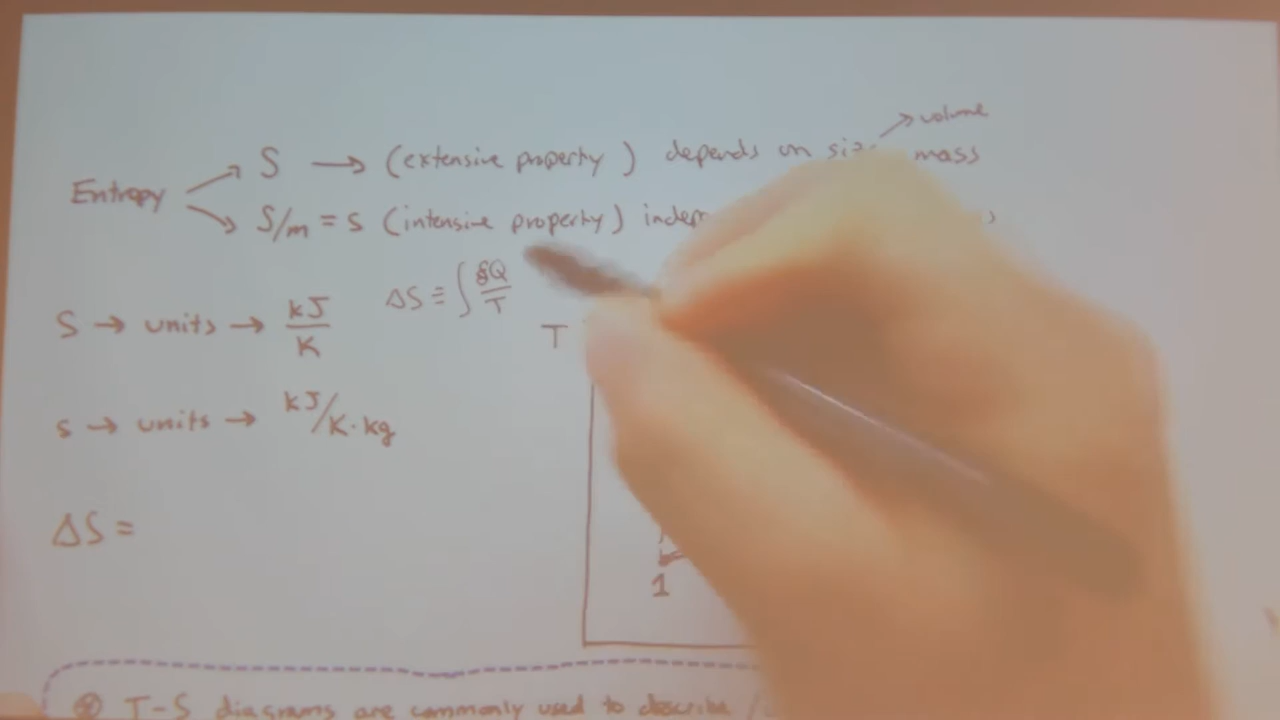 volume
Entropy S → (extensive property) depends on mass
S/m = s (intensive property)
ΔS ≡ ∫ δQ/T
S → units → kJ/K
T
s → units → kJ/K·kg
ΔS =
1
T-S diagrams are commonly used to describe